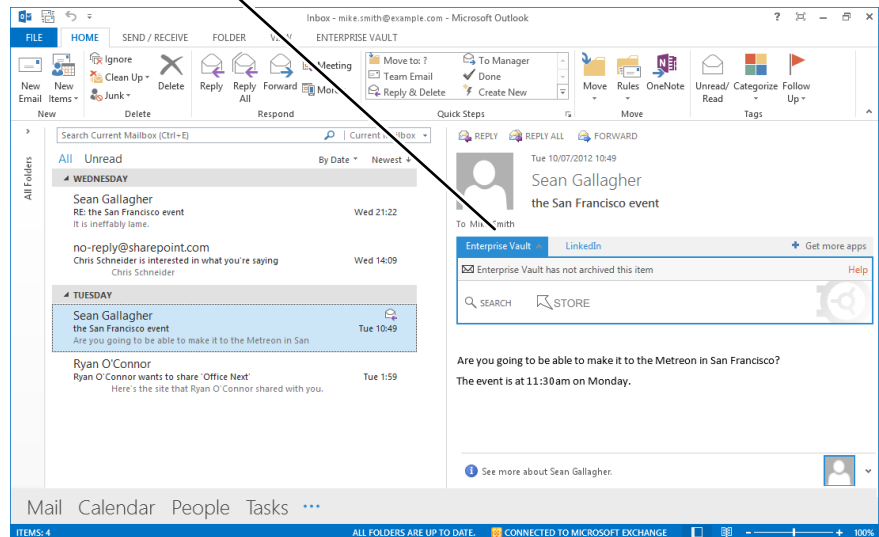 Inbox - mike.smith@example.com - Microsoft Outlook
FILE HOME SEND / RECEIVE FOLDER ENTERPRISE VAULT
New Email
New Items
New
Ignore
Clean Up
Junk
Delete
Delete
Reply
Reply All
Forward
Meeting
Respond
Move to: ?
Team Email
Reply & Delete
To Manager
Done
Create New
Quick Steps
Move
Rules
OneNote
Move
Unread/ Read
Categorize
Follow Up
Tags
All Folders
Search Current Mailbox (Ctrl+E)
All Unread By Date Newest
WEDNESDAY
Sean Gallagher
RE: the San Francisco event Wed 21:22
It is ineffably lame.
no-reply@sharepoint.com
Chris Schneider is interested in what you're saying Wed 14:09
Chris Schneider
TUESDAY
Sean Gallagher
the San Francisco event Tue 10:49
Are you going to be able to make it to the Metreon in San
Ryan O'Connor
Ryan O'Connor wants to share 'Office Next' Tue 1:59
Here's the site that Ryan O'Connor shared with you.
REPLY REPLY ALL FORWARD
Tue 10/07/2012 10:49
Sean Gallagher
the San Francisco event
To Mike Smith
Enterprise Vault LinkedIn + Get more apps
Enterprise Vault has not archived this item Help
SEARCH STORE
Are you going to be able to make it to the Metreon in San Francisco?
The event is at 11:30am on Monday.
See more about Sean Gallagher.
Mail Calendar People Tasks ...
ITEMS: 4 ALL FOLDERS ARE UP TO DATE. CONNECTED TO MICROSOFT EXCHANGE 100%